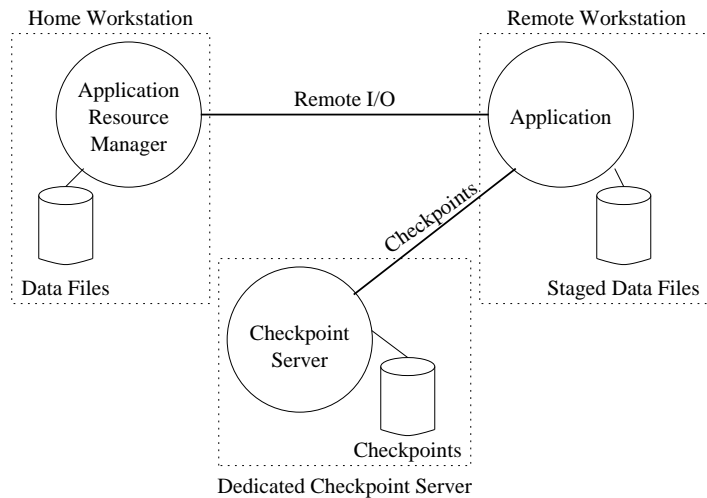 Home Workstation
Remote Workstation
Application
Resource
Manager
Remote I/O
Application
Checkpoints
Data Files
Staged Data Files
Checkpoint
Server
Checkpoints
Dedicated Checkpoint Server